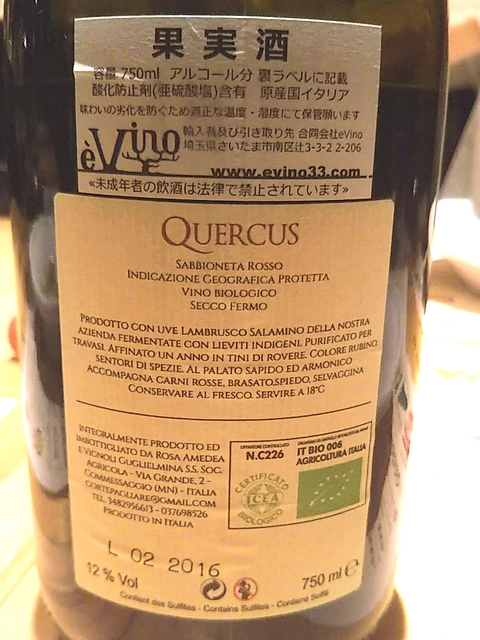 果実酒
容量 750ml アルコール分 裏ラベルに記載
酸化防止剤(亜硫酸塩)含有 原産国イタリア
味わいの劣化を防ぐため適正な温度・湿度にて保管願います
èVino
輸入者及び引き取り先 合同会社eVino
埼玉県さいたま市南区辻3-3-2 2-206
www.evino33.com
≪未成年者の飲酒は法律で禁止されています≫
QUERCUS
SABBIONETA ROSSO
INDICAZIONE GEOGRAFICA PROTETTA
VINO BIOLOGICO
SECCO FERMO
PRODOTTO CON UVE LAMBRUSCO SALAMINO DELLA NOSTRA
AZIENDA FERMENTATE CON LIEVITI INDIGENI. PURIFICATO PER
TRAVASI. AFFINATO UN ANNO IN TINI DI ROVERE. COLORE RUBINO,
SENTORI DI SPEZIE. AL PALATO SAPIDO ED ARMONICO
ACCOMPAGNA CARNI ROSSE, BRASATO,SPIEDO, SELVAGGINA
CONSERVARE AL FRESCO. SERVIRE A 18°C
INTEGRALMENTE PRODOTTO ED
IMBOTTIGLIATO DA ROSA AMEDEA
E VIGNOLI GUGLIELMINA S.S. SOC.
AGRICOLA - VIA GRANDE, 2 -
COMMESSAGGIO (MN) - ITALIA
CORTEPAGLIARE@GMAIL.COM
TEL. 3482956613 - 037698526
PRODOTTO IN ITALIA
OPERATORE CONTROLLATO
N.C226
IT BIO 006
AGRICOLTURA ITALIA
CERTIFICATO
ICEA
BIOLOGICO
L 02 2016
12 % Vol
750 ml e
Contient des Sulfites - Contains Sulfites - Contiene Solfiti